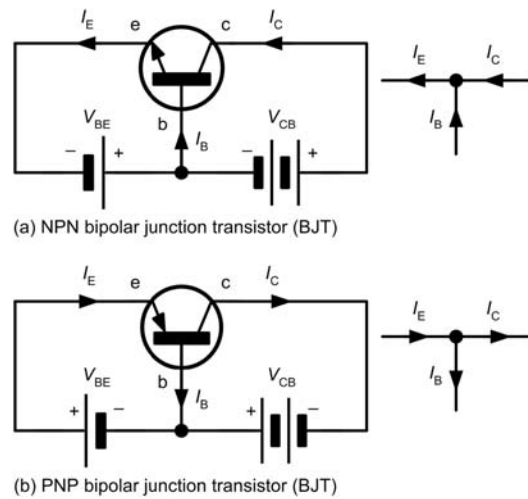 I_E e c I_C
I_E I_C
I_B
V_BE V_CB
b I_B
− + − +
(a) NPN bipolar junction transistor (BJT)
I_E e c I_C
I_E I_C
I_B
V_BE V_CB
b I_B
+ − + −
(b) PNP bipolar junction transistor (BJT)